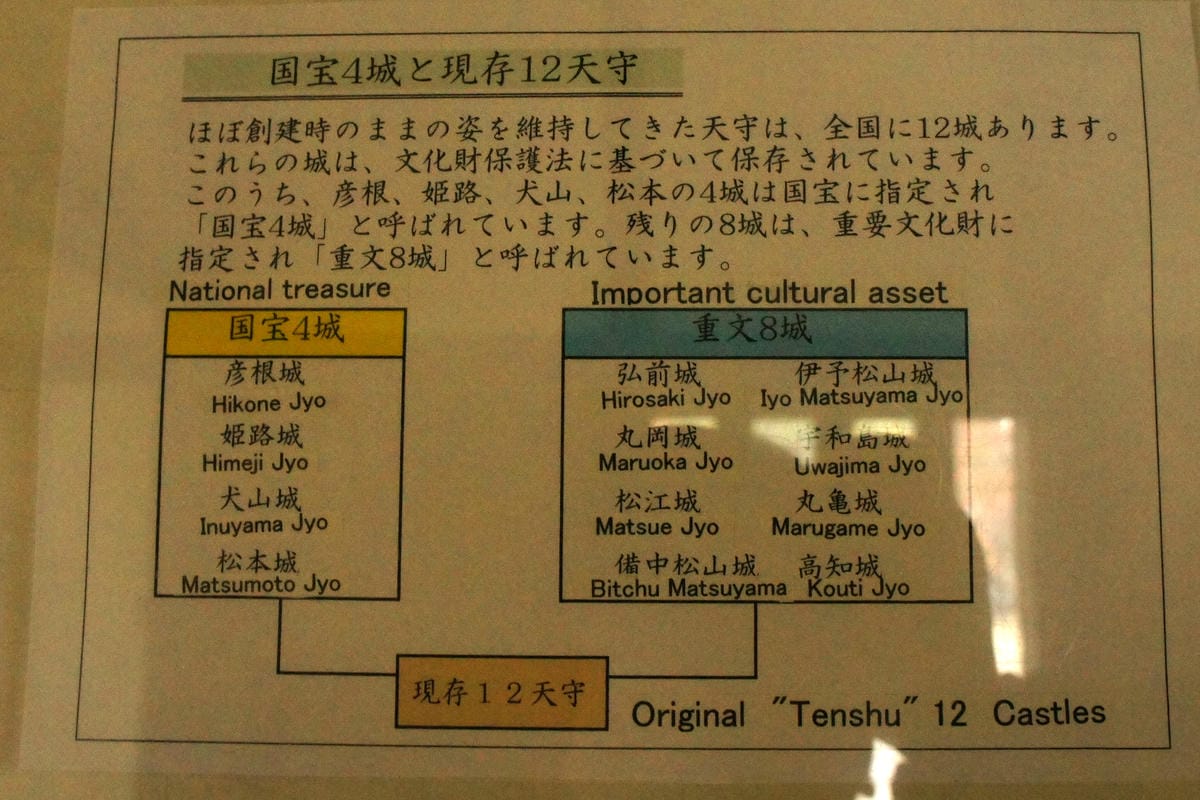 国宝4城と現存12天守
ほぼ創建時のままの姿を維持してきた天守は、全国に12城あります。
これらの城は、文化財保護法に基づいて保存されています。
このうち、彦根、姫路、犬山、松本の4城は国宝に指定され
「国宝4城」と呼ばれています。残りの8城は、重要文化財に
指定され「重文8城」と呼ばれています。
National treasure
国宝4城
彦根城
Hikone Jyo
姫路城
Himeji Jyo
犬山城
Inuyama Jyo
松本城
Matsumoto Jyo
Important cultural asset
重文8城
弘前城
Hirosaki Jyo
丸岡城
Maruoka Jyo
松江城
Matsue Jyo
備中松山城
Bitchu Matsuyama
伊予松山城
Iyo Matsuyama Jyo
宇和島城
Uwajima Jyo
丸亀城
Marugame Jyo
高知城
Kouti Jyo
現存12天守
Original "Tenshu" 12 Castles